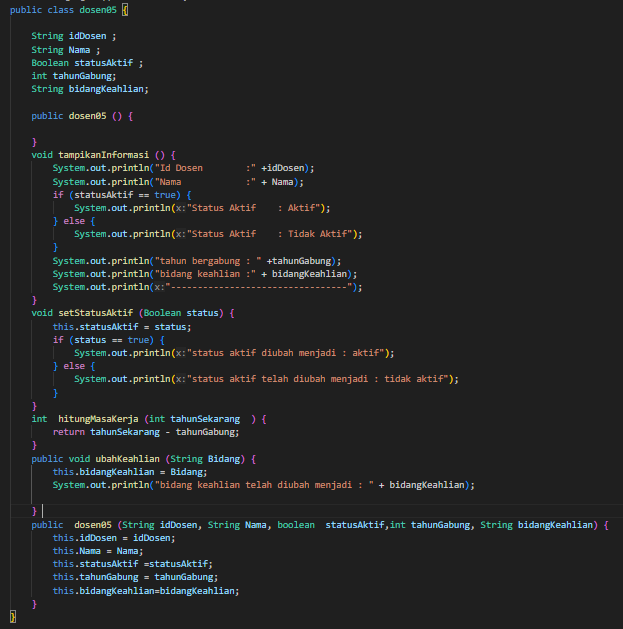 public class dosen05 {
String idDosen ;
String Nama ;
Boolean statusAktif ;
int tahunGabung;
String bidangKeahlian;
public dosen05 () {
}
void tampikanInformasi () {
System.out.println("Id Dosen        :" +idDosen);
System.out.println("Nama            :" + Nama);
if (statusAktif == true) {
System.out.println(x:"Status Aktif    : Aktif");
} else {
System.out.println(x:"Status Aktif    : Tidak Aktif");
}
System.out.println("tahun bergabung : " +tahunGabung);
System.out.println("bidang keahlian :" + bidangKeahlian);
System.out.println(x:"---------------------------------");
}
void setStatusAktif (Boolean status) {
this.statusAktif = status;
if (status == true) {
System.out.println(x:"status aktif diubah menjadi : aktif");
} else {
System.out.println(x:"status aktif telah diubah menjadi : tidak aktif");
}
}
int  hitungMasaKerja (int tahunSekarang  ) {
return tahunSekarang - tahunGabung;
}
public void ubahKeahlian (String Bidang) {
this.bidangKeahlian = Bidang;
System.out.println("bidang keahlian telah diubah menjadi : " + bidangKeahlian);
}
public  dosen05 (String idDosen, String Nama, boolean  statusAktif,int tahunGabung, String bidangKeahlian) {
this.idDosen = idDosen;
this.Nama = Nama;
this.statusAktif =statusAktif;
this.tahunGabung = tahunGabung;
this.bidangKeahlian=bidangKeahlian;
}
}